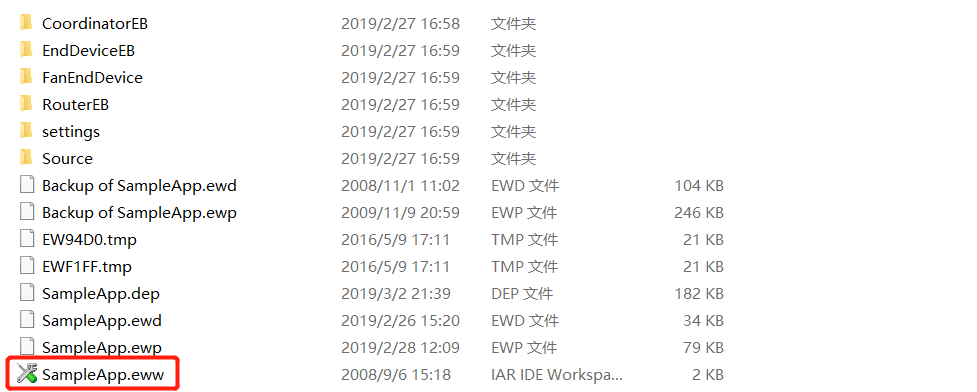 CoordinatorEB 2019/2/27 16:58 文件夹
EndDeviceEB 2019/2/27 16:59 文件夹
FanEndDevice 2019/2/27 16:59 文件夹
RouterEB 2019/2/27 16:59 文件夹
settings 2019/2/27 16:59 文件夹
Source 2019/2/27 16:59 文件夹
Backup of SampleApp.ewd 2008/11/1 11:02 EWD 文件 104 KB
Backup of SampleApp.ewp 2009/11/9 20:59 EWP 文件 246 KB
EW94D0.tmp 2016/5/9 17:11 TMP 文件 21 KB
EWF1FF.tmp 2016/5/9 17:11 TMP 文件 21 KB
SampleApp.dep 2019/3/2 21:39 DEP 文件 182 KB
SampleApp.ewd 2019/2/26 15:20 EWD 文件 34 KB
SampleApp.ewp 2019/2/28 12:09 EWP 文件 79 KB
SampleApp.eww 2008/9/6 15:18 IAR IDE Workspa... 2 KB